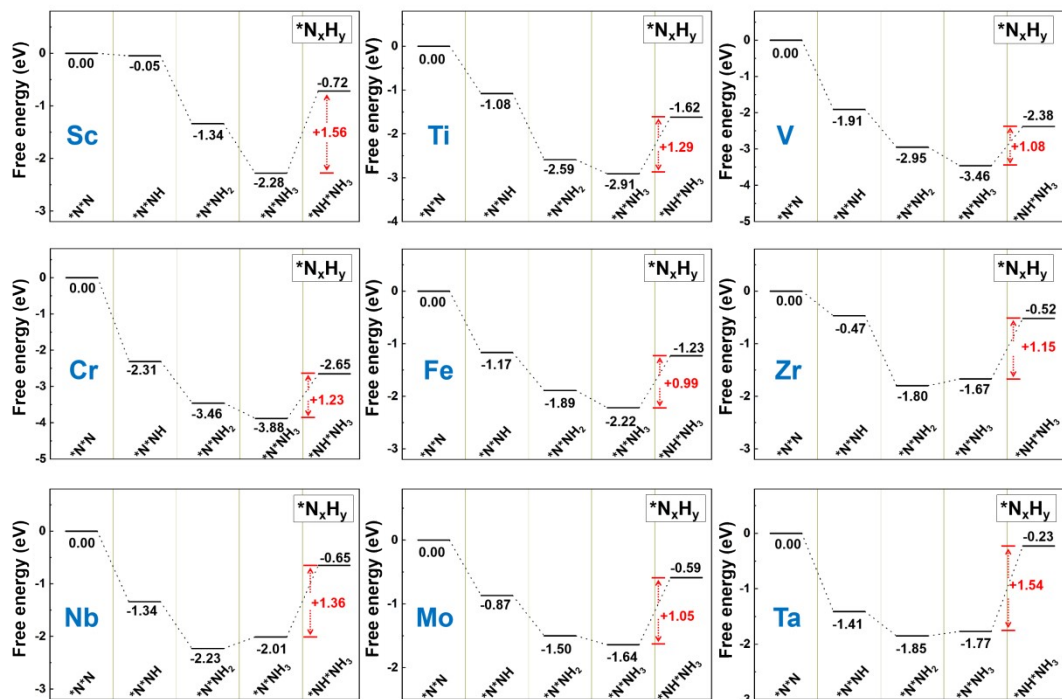 *NxHy
Free energy (eV)
0
-1
-2
-3
0.00
-0.05
-1.34
-2.28
-0.72
+1.56
Sc
*N*N
*N*NH
*N*NH₂
*N*NH₃
*NH*NH₃
*NxHy
Free energy (eV)
0
-1
-2
-3
-4
0.00
-1.08
-2.59
-2.91
-1.62
+1.29
Ti
*N*N
*N*NH
*N*NH₂
*N*NH₃
*NH*NH₃
*NxHy
Free energy (eV)
0
-1
-2
-3
-4
-5
0.00
-1.91
-2.95
-3.46
-2.38
+1.08
V
*N*N
*N*NH
*N*NH₂
*N*NH₃
*NH*NH₃
*NxHy
Free energy (eV)
0
-1
-2
-3
-4
-5
0.00
-2.31
-3.46
-3.88
-2.65
+1.23
Cr
*N*N
*N*NH
*N*NH₂
*N*NH₃
*NH*NH₃
*NxHy
Free energy (eV)
0
-1
-2
-3
0.00
-1.17
-1.89
-2.22
-1.23
+0.99
Fe
*N*N
*N*NH
*N*NH₂
*N*NH₃
*NH*NH₃
*NxHy
Free energy (eV)
0
-1
-2
-3
0.00
-0.47
-1.80
-1.67
-0.52
+1.15
Zr
*N*N
*N*NH
*N*NH₂
*N*NH₃
*NH*NH₃
*NxHy
Free energy (eV)
0
-1
-2
-3
0.00
-1.34
-2.23
-2.01
-0.65
+1.36
Nb
*N*N
*N*NH
*N*NH₂
*N*NH₃
*NH*NH₃
*NxHy
Free energy (eV)
0
-1
-2
0.00
-0.87
-1.50
-1.64
-0.59
+1.05
Mo
*N*N
*N*NH
*N*NH₂
*N*NH₃
*NH*NH₃
*NxHy
Free energy (eV)
0
-1
-2
-3
0.00
-1.41
-1.85
-1.77
-0.23
+1.54
Ta
*N*N
*N*NH
*N*NH₂
*N*NH₃
*NH*NH₃